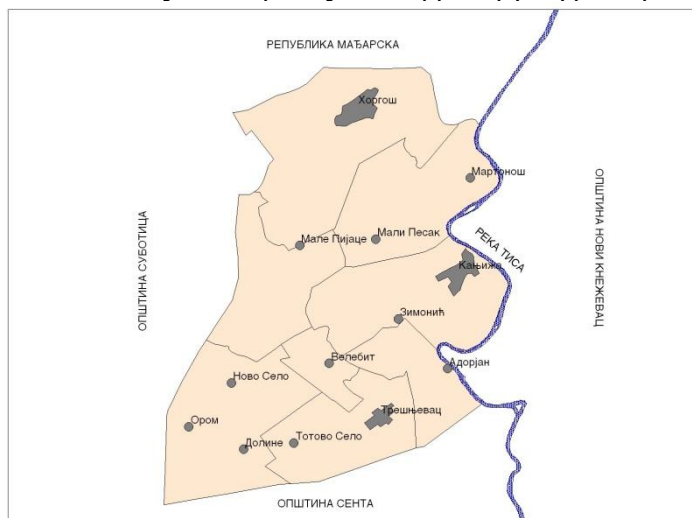 РЕПУБЛИКА МАЂАРСКА
Хоргош
Мартонош
ОПШТИНА СУБОТИЦА
ОПШТИНА НОВИ КНЕЖЕВАЦ
Мале Пијаце
Мали Песак
РЕКА ТИСА
Кањижа
Зимонић
Велебит
Адорјан
Ново Село
Трешњевац
Ором
Долине
Тотово Село
ОПШТИНА СЕНТА